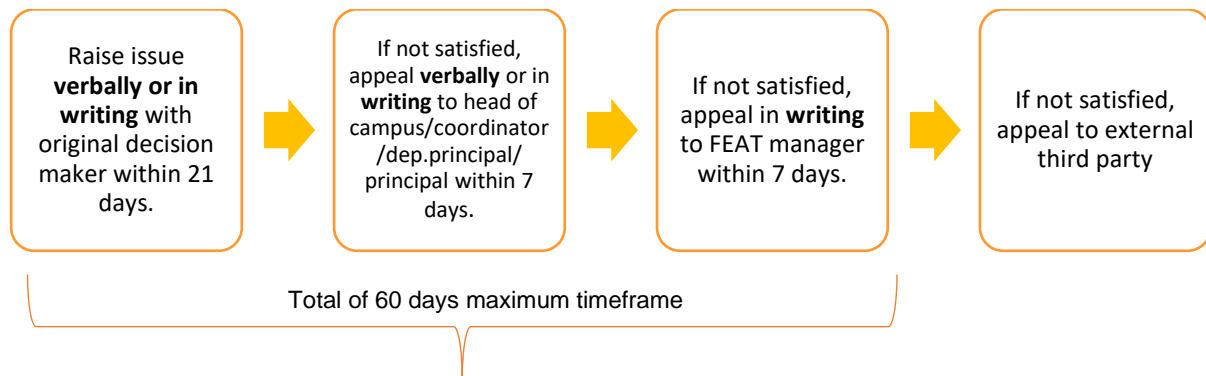 Raise issue
verbally or in
writing with
original decision
maker within 21
days.
If not satisfied,
appeal verbally or in
writing to head of
campus/coordinator
/dep.principal/
principal within 7
days.
If not satisfied,
appeal in writing
to FEAT manager
within 7 days.
If not satisfied,
appeal to external
third party
Total of 60 days maximum timeframe